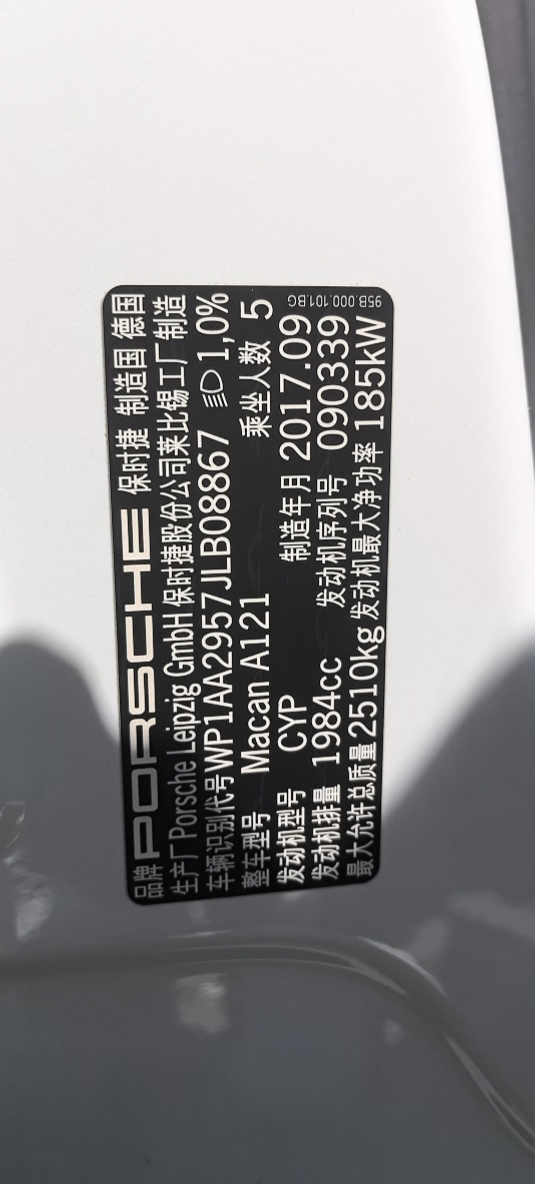 品牌 PORSCHE 保时捷 制造国 德国
生产厂 Porsche Leipzig GmbH 保时捷股份公司莱比锡工厂制造
车辆识别代号 WP1AA2957JLB08867 1,0%
整车型号 Macan A121 乘坐人数 5
发动机型号 CYP 制造年月 2017.09
发动机排量 1984cc 发动机序列号 090339
最大允许总质量 2510kg 发动机最大净功率 185kW
95B.000.101.BG